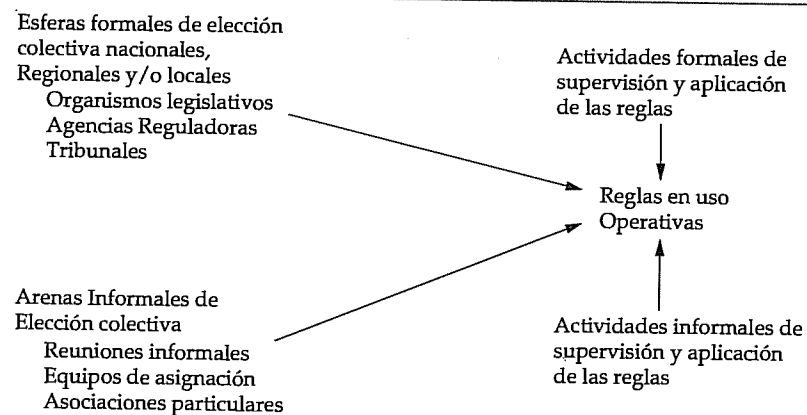 Esferas formales de elección
colectiva nacionales,
Regionales y/o locales
Organismos legislativos
Agencias Reguladoras
Tribunales
Actividades formales de
supervisión y aplicación
de las reglas
Reglas en uso
Operativas
Arenas Informales de
Elección colectiva
Reuniones informales
Equipos de asignación
Asociaciones particulares
Actividades informales de
supervisión y aplicación
de las reglas